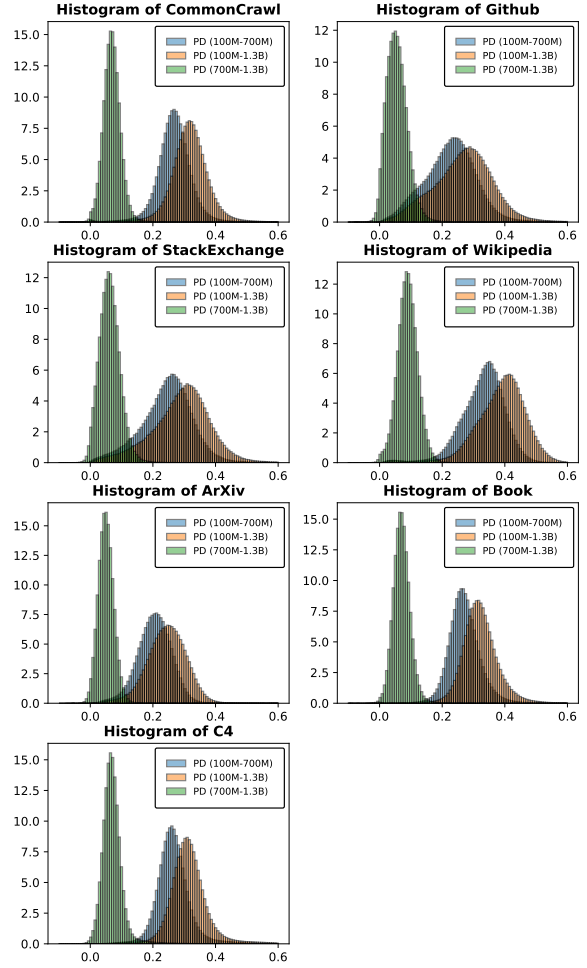 Histogram of CommonCrawl
15.0
12.5
10.0
7.5
5.0
2.5
0.0
0.0 0.2 0.4 0.6
PD (100M-700M)
PD (100M-1.3B)
PD (700M-1.3B)
Histogram of Github
12
10
8
6
4
2
0
0.0 0.2 0.4 0.6
PD (100M-700M)
PD (100M-1.3B)
PD (700M-1.3B)
Histogram of StackExchange
12
10
8
6
4
2
0
0.0 0.2 0.4 0.6
PD (100M-700M)
PD (100M-1.3B)
PD (700M-1.3B)
Histogram of Wikipedia
12
10
8
6
4
2
0
0.0 0.2 0.4 0.6
PD (100M-700M)
PD (100M-1.3B)
PD (700M-1.3B)
Histogram of ArXiv
15.0
12.5
10.0
7.5
5.0
2.5
0.0
0.0 0.2 0.4 0.6
PD (100M-700M)
PD (100M-1.3B)
PD (700M-1.3B)
Histogram of Book
15.0
12.5
10.0
7.5
5.0
2.5
0.0
0.0 0.2 0.4 0.6
PD (100M-700M)
PD (100M-1.3B)
PD (700M-1.3B)
Histogram of C4
15.0
12.5
10.0
7.5
5.0
2.5
0.0
0.0 0.2 0.4 0.6
PD (100M-700M)
PD (100M-1.3B)
PD (700M-1.3B)